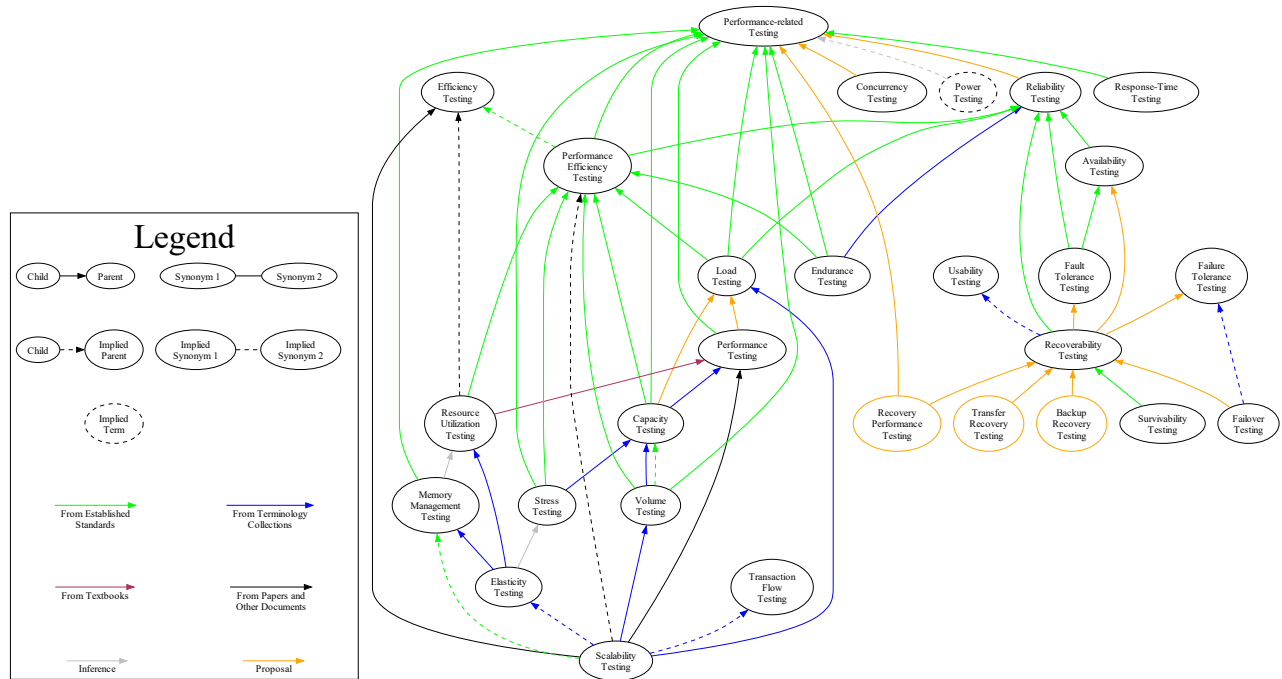 Performance-related
Testing
Efficiency
Testing
Concurrency
Testing
Power
Testing
Reliability
Testing
Response-Time
Testing
Performance
Efficiency
Testing
Availability
Testing
Legend
Child
Parent
Synonym 1
Synonym 2
Load
Testing
Endurance
Testing
Usability
Testing
Fault
Tolerance
Testing
Failure
Tolerance
Testing
Child
Implied
Parent
Implied
Synonym 1
Implied
Synonym 2
Performance
Testing
Recoverability
Testing
Implied
Term
Resource
Utilization
Testing
Capacity
Testing
Recovery
Performance
Testing
Transfer
Recovery
Testing
Backup
Recovery
Testing
Survivability
Testing
Failover
Testing
From Established
Standards
From Terminology
Collections
Memory
Management
Testing
Stress
Testing
Volume
Testing
From Textbooks
From Papers and
Other Documents
Elasticity
Testing
Transaction
Flow
Testing
Inference
Proposal
Scalability
Testing